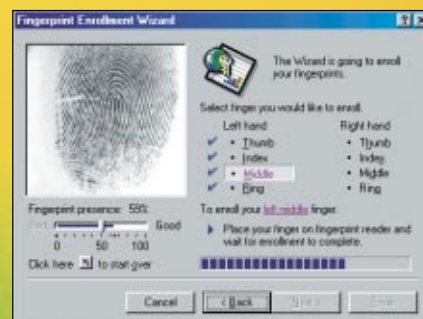 Fingerprint Enrollment Wizard
The Wizard is going to enroll
your fingerprints.
Select finger you would like to enroll.
Left hand
Right hand
• Thumb
• Thumb
• Index
• Index
• Middle
• Middle
• Ring
• Ring
Fingerprint presence: 59%
Good
0 50 100
Click here to start over
To enroll your left middle finger.
Place your finger on fingerprint reader and
wait for enrollment to complete.
Cancel
< Back
Next >